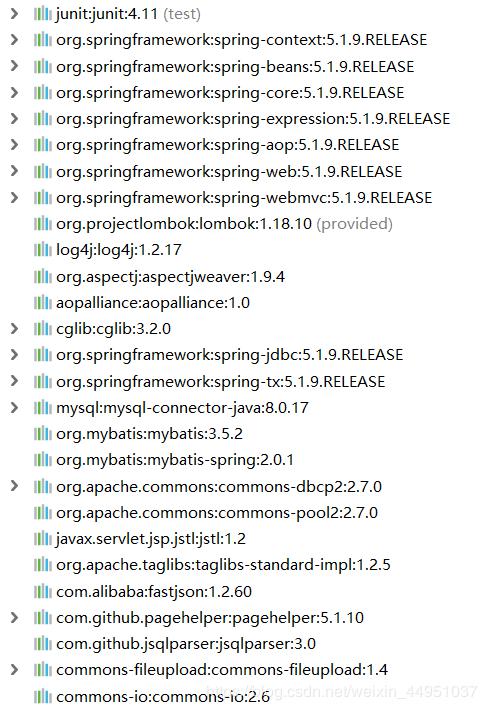 junit:junit:4.11 (test)
org.springframework:spring-context:5.1.9.RELEASE
org.springframework:spring-beans:5.1.9.RELEASE
org.springframework:spring-core:5.1.9.RELEASE
org.springframework:spring-expression:5.1.9.RELEASE
org.springframework:spring-aop:5.1.9.RELEASE
org.springframework:spring-web:5.1.9.RELEASE
org.springframework:spring-webmvc:5.1.9.RELEASE
org.projectlombok:lombok:1.18.10 (provided)
log4j:log4j:1.2.17
org.aspectj:aspectjweaver:1.9.4
aopalliance:aopalliance:1.0
cglib:cglib:3.2.0
org.springframework:spring-jdbc:5.1.9.RELEASE
org.springframework:spring-tx:5.1.9.RELEASE
mysql:mysql-connector-java:8.0.17
org.mybatis:mybatis:3.5.2
org.mybatis:mybatis-spring:2.0.1
org.apache.commons:commons-dbcp2:2.7.0
org.apache.commons:commons-pool2:2.7.0
javax.servlet.jsp.jstl:jstl:1.2
org.apache.taglibs:taglibs-standard-impl:1.2.5
com.alibaba:fastjson:1.2.60
com.github.pagehelper:pagehelper:5.1.10
com.github.jsqlparser:jsqlparser:3.0
commons-fileupload:commons-fileupload:1.4
commons-io:commons-io:2.6
https://blog.csdn.net/weixin_44951037